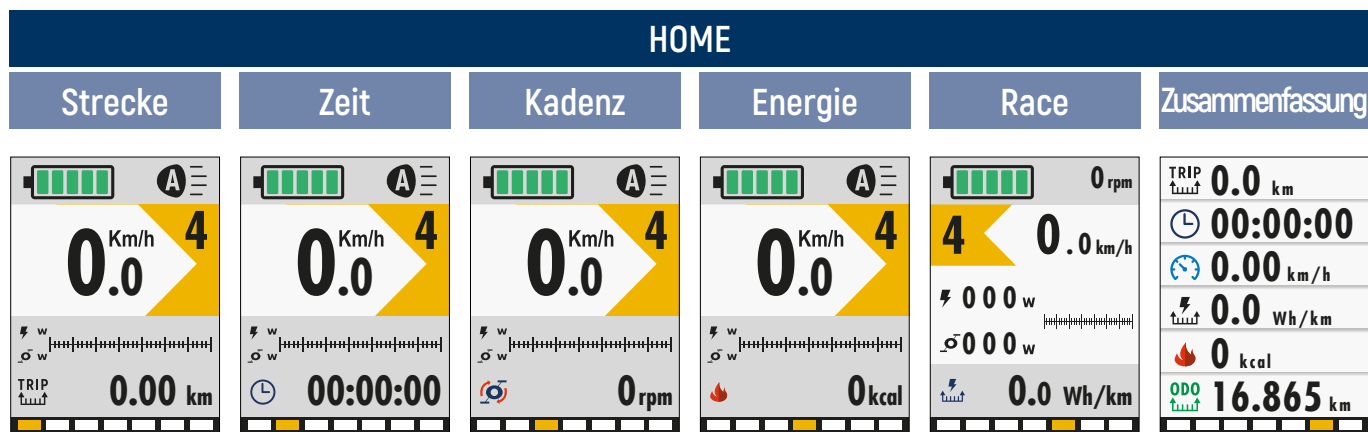 HOME
Strecke
Zeit
Kadenz
Energie
Race
Zusammenfassung
A
4
Km/h
0.0
w
w
TRIP
0.00 km
A
4
Km/h
0.0
w
w
00:00:00
A
4
Km/h
0.0
w
w
0 rpm
A
4
Km/h
0.0
w
w
0 kcal
0 rpm
4
0.0 km/h
000 w
000 w
0.0 Wh/km
TRIP 0.0 km
00:00:00
0.00 km/h
0.0 Wh/km
0 kcal
ODO 16.865 km